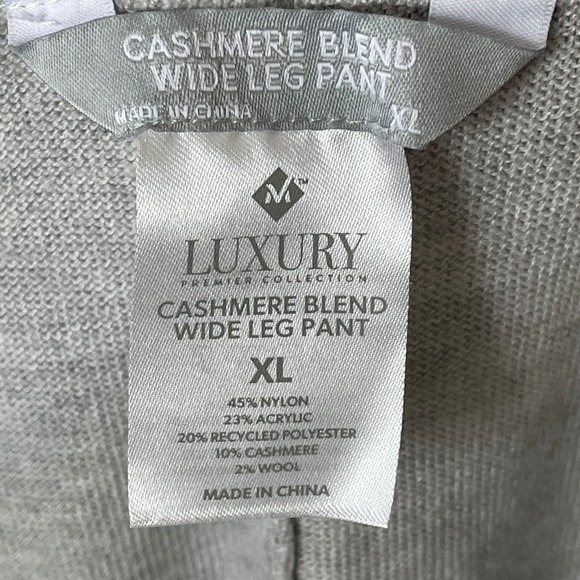 CASHMERE BLEND
WIDE LEG PANT
MADE IN CHINA XL
M™
LUXURY
PREMIER COLLECTION
CASHMERE BLEND
WIDE LEG PANT
XL
45% NYLON
23% ACRYLIC
20% RECYCLED POLYESTER
10% CASHMERE
2% WOOL
MADE IN CHINA